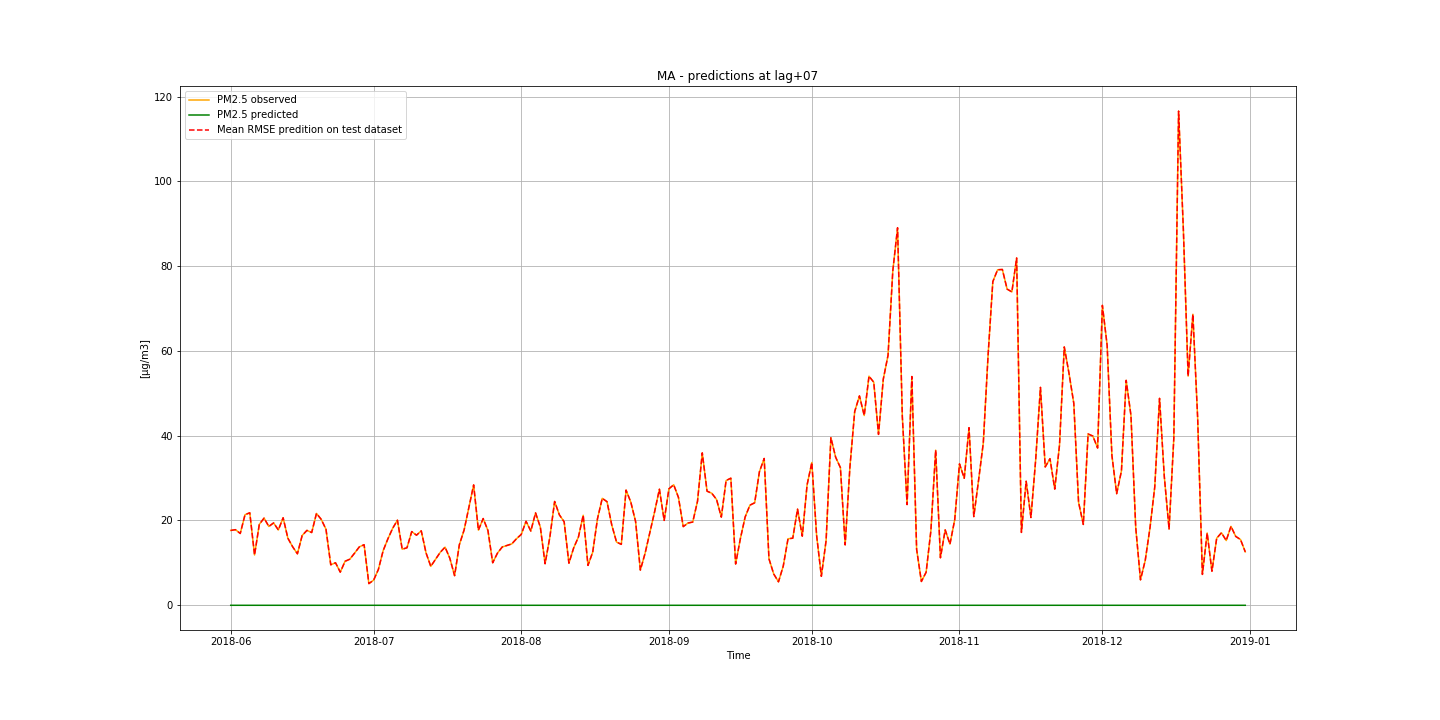 MA - predictions at lag+07
PM2.5 observed
PM2.5 predicted
Mean RMSE predition on test dataset
120
100
80
60
40
20
0
[µg/m3]
2018-06 2018-07 2018-08 2018-09 2018-10 2018-11 2018-12 2019-01
Time